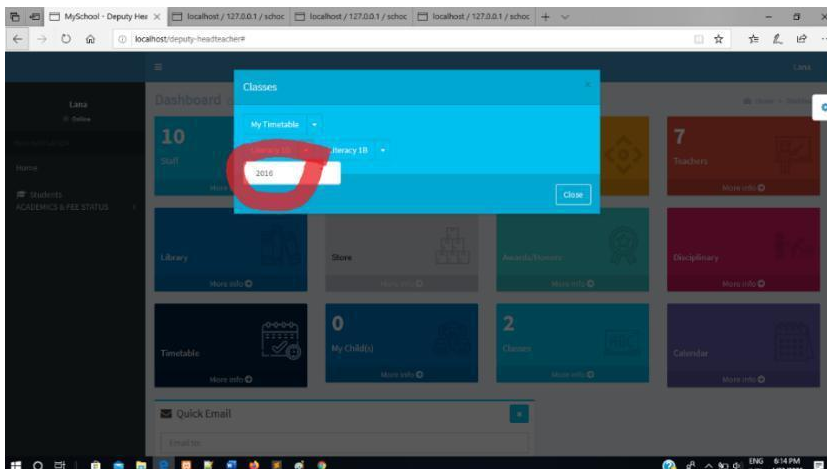 MySchool - Deputy Hea
localhost / 127.0.0.1 / schoc
localhost / 127.0.0.1 / schoc
localhost / 127.0.0.1 / schoc
localhost/deputy-headteacher#
Lana
Lana
Online
Home
Students
ACADEMICS & FEE STATUS
Dashboard
Classes
My Timetable
Literacy 1B
2016
Close
10
Staff
7
Teachers
More info
Library
More info
Store
More info
Awards/Honors
More info
Disciplinary
More info
Timetable
More info
0
My Child(s)
More info
2
Classes
More info
Calendar
More info
Quick Email
Email to:
ENG
6:14 PM